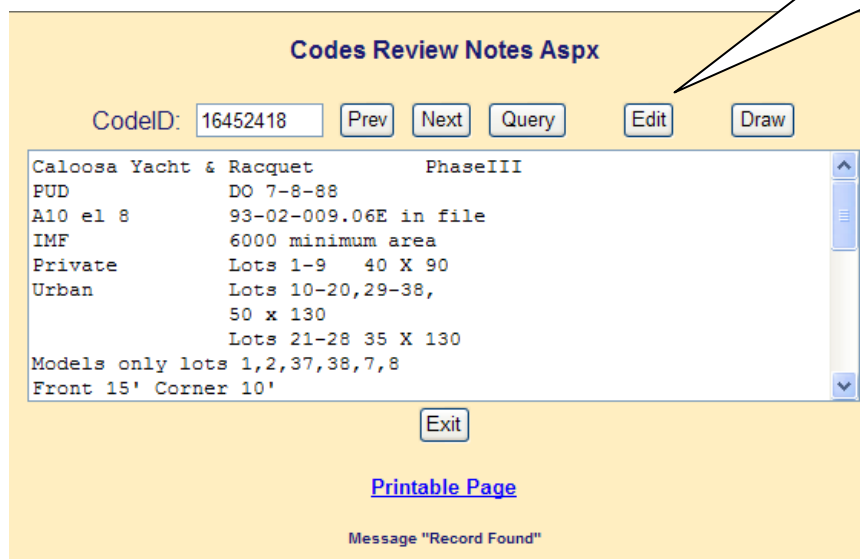 Codes Review Notes Aspx
CodeID: 16452418 Prev Next Query Edit Draw
Caloosa Yacht & Racquet PhaseIII
PUD DO 7-8-88
A10 el 8 93-02-009.06E in file
IMF 6000 minimum area
Private Lots 1-9 40 X 90
Urban Lots 10-20,29-38,
50 x 130
Lots 21-28 35 X 130
Models only lots 1,2,37,38,7,8
Front 15' Corner 10'
Exit
Printable Page
Message "Record Found"